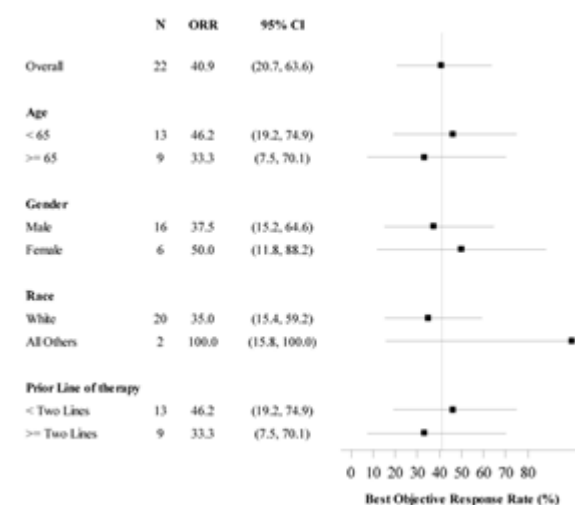 N ORR 95% CI
Overall 22 40.9 (20.7, 63.6)
Age
< 65 13 46.2 (19.2, 74.9)
>= 65 9 33.3 (7.5, 70.1)
Gender
Male 16 37.5 (15.2, 64.6)
Female 6 50.0 (11.8, 88.2)
Race
White 20 35.0 (15.4, 59.2)
All Others 2 100.0 (15.8, 100.0)
Prior Line of therapy
< Two Lines 13 46.2 (19.2, 74.9)
>= Two Lines 9 33.3 (7.5, 70.1)
0 10 20 30 40 50 60 70 80
Best Objective Response Rate (%)